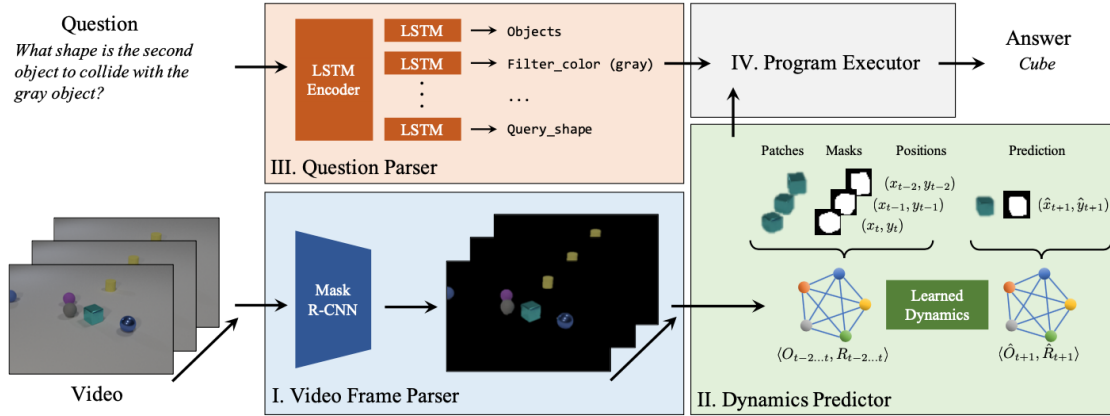 Question
What shape is the second
object to collide with the
gray object?
LSTM
Encoder
LSTM
Objects
LSTM
Filter_color (gray)
...
LSTM
Query_shape
III. Question Parser
IV. Program Executor
Answer
Cube
Video
Mask
R-CNN
I. Video Frame Parser
Patches
Masks
Positions
Prediction
(x_{t-2}, y_{t-2})
(x_{t-1}, y_{t-1})
(x_t, y_t)
(x̂_{t+1}, ŷ_{t+1})
Learned
Dynamics
⟨O_{t-2...t}, R_{t-2...t}⟩
⟨Ô_{t+1}, R̂_{t+1}⟩
II. Dynamics Predictor